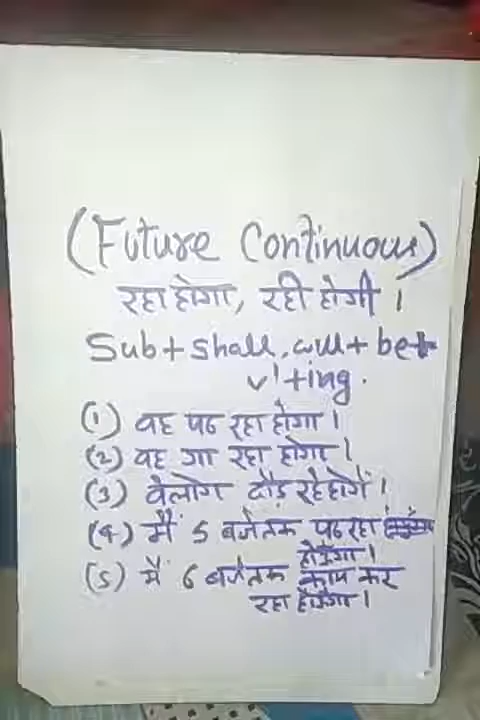 (Future Continuous)
रहा होगा, रही होगी ।
Sub + shall, will + be +
v¹ + ing.
(1) वह पढ रहा होगा ।
(2) वह गा रहा होगा ।
(3) वेलोग दौड़ रहेहोगें ।
(4) मैं 5 बजेतक पढ रहा
होऊँगा ।
(5) मैं 6 बजेतक काम कर
रहा होऊँगा ।